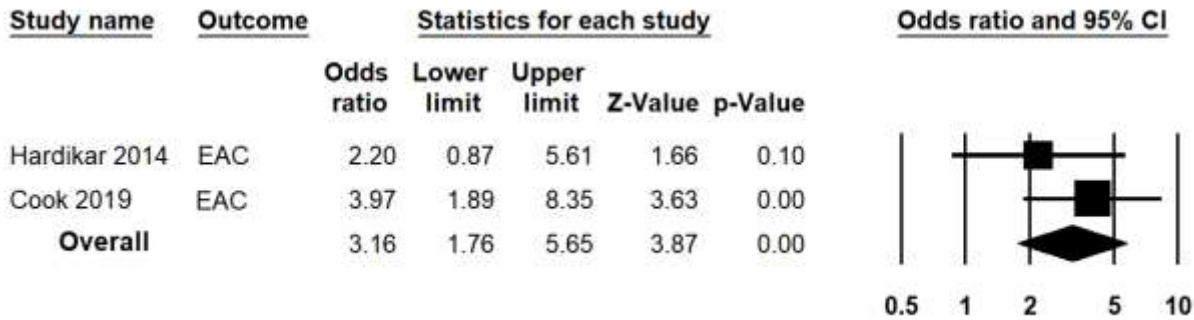 Study name Outcome Statistics for each study Odds ratio and 95% CI
Odds Lower Upper
ratio limit limit Z-Value p-Value
Hardikar 2014 EAC 2.20 0.87 5.61 1.66 0.10
Cook 2019 EAC 3.97 1.89 8.35 3.63 0.00
Overall 3.16 1.76 5.65 3.87 0.00
0.5 1 2 5 10